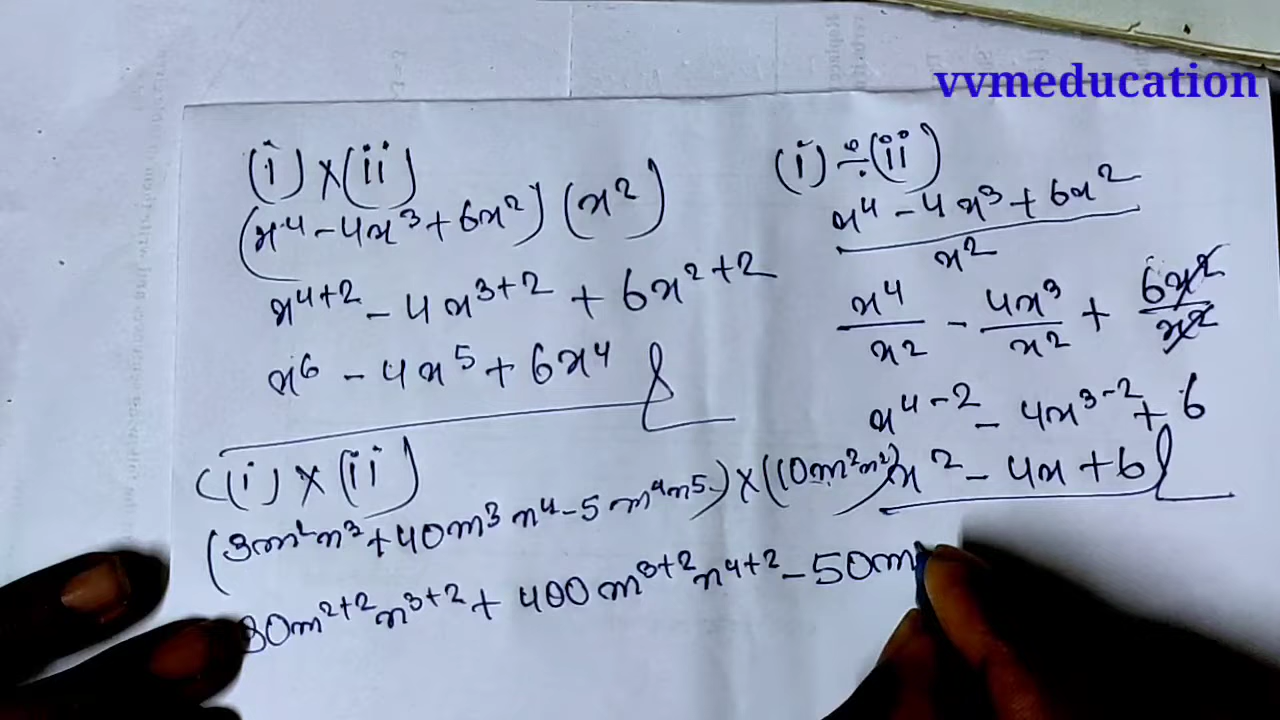 vvmeducation
(i) × (ii)
(x⁴ - 4x³ + 6x²) (x²)
x⁴⁺² - 4x³⁺² + 6x²⁺²
x⁶ - 4x⁵ + 6x⁴
(i) ÷ (ii)
x⁴ - 4x³ + 6x²
x²
x⁴/x² - 4x³/x² + 6x²/x²
x⁴⁻² - 4x³⁻² + 6
x² - 4x + 6
(i) × (ii)
(3m²n³ + 40m³n⁴ - 5m⁴n⁵) × (10m²n²)
30m²⁺²n³⁺² + 400m³⁺²n⁴⁺² - 50m